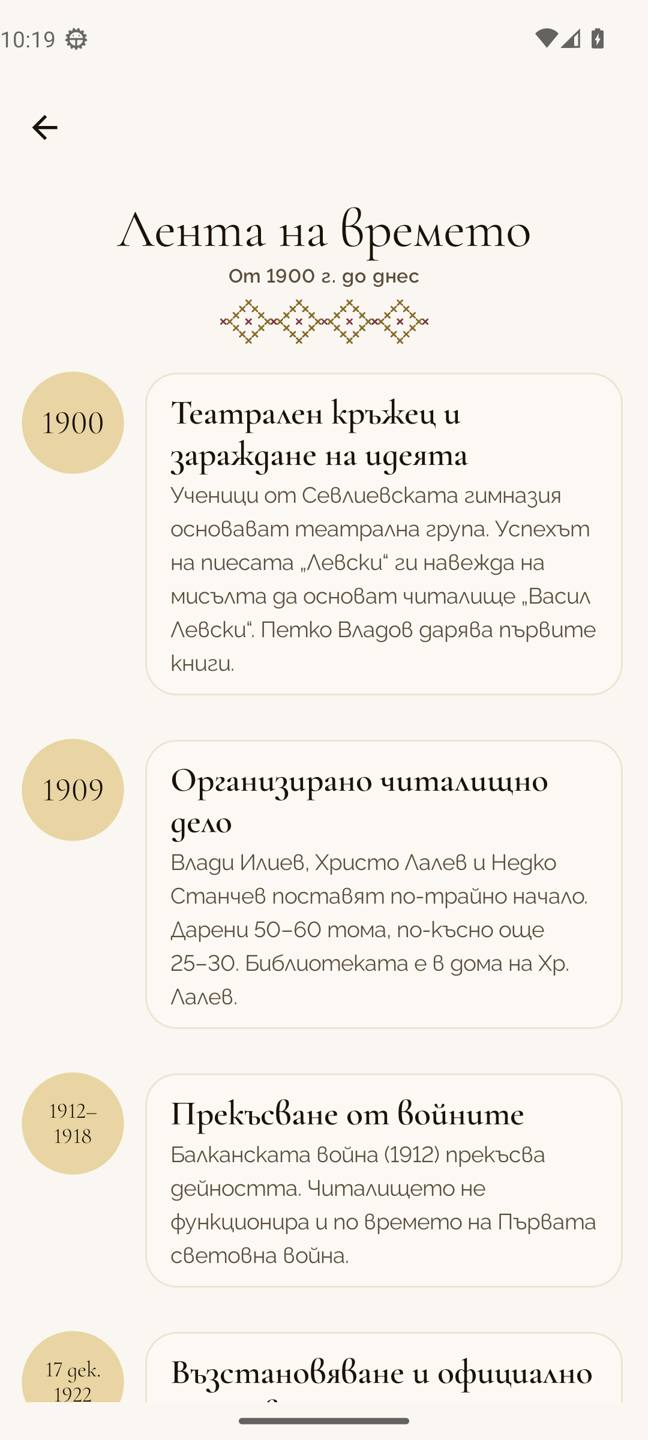 10:19
Лента на времето
От 1900 г. до днес
1900
Театрален кръжец и
зараждане на идеята
Ученици от Севлиевската гимназия
основават театрална група. Успехът
на пиесата „Левски“ ги навежда на
мисълта да основат читалище „Васил
Левски“. Петко Владов дарява първите
книги.
1909
Организирано читалищно
дело
Влади Илиев, Христо Лалев и Недко
Станчев поставят по-трайно начало.
Дарени 50–60 тома, по-късно още
25–30. Библиотеката е в дома на Хр.
Лалев.
1912–
1918
Прекъсване от войните
Балканската война (1912) прекъсва
дейността. Читалището не
функционира и по времето на Първата
световна война.
17 дек.
1922
Възстановяване и официално